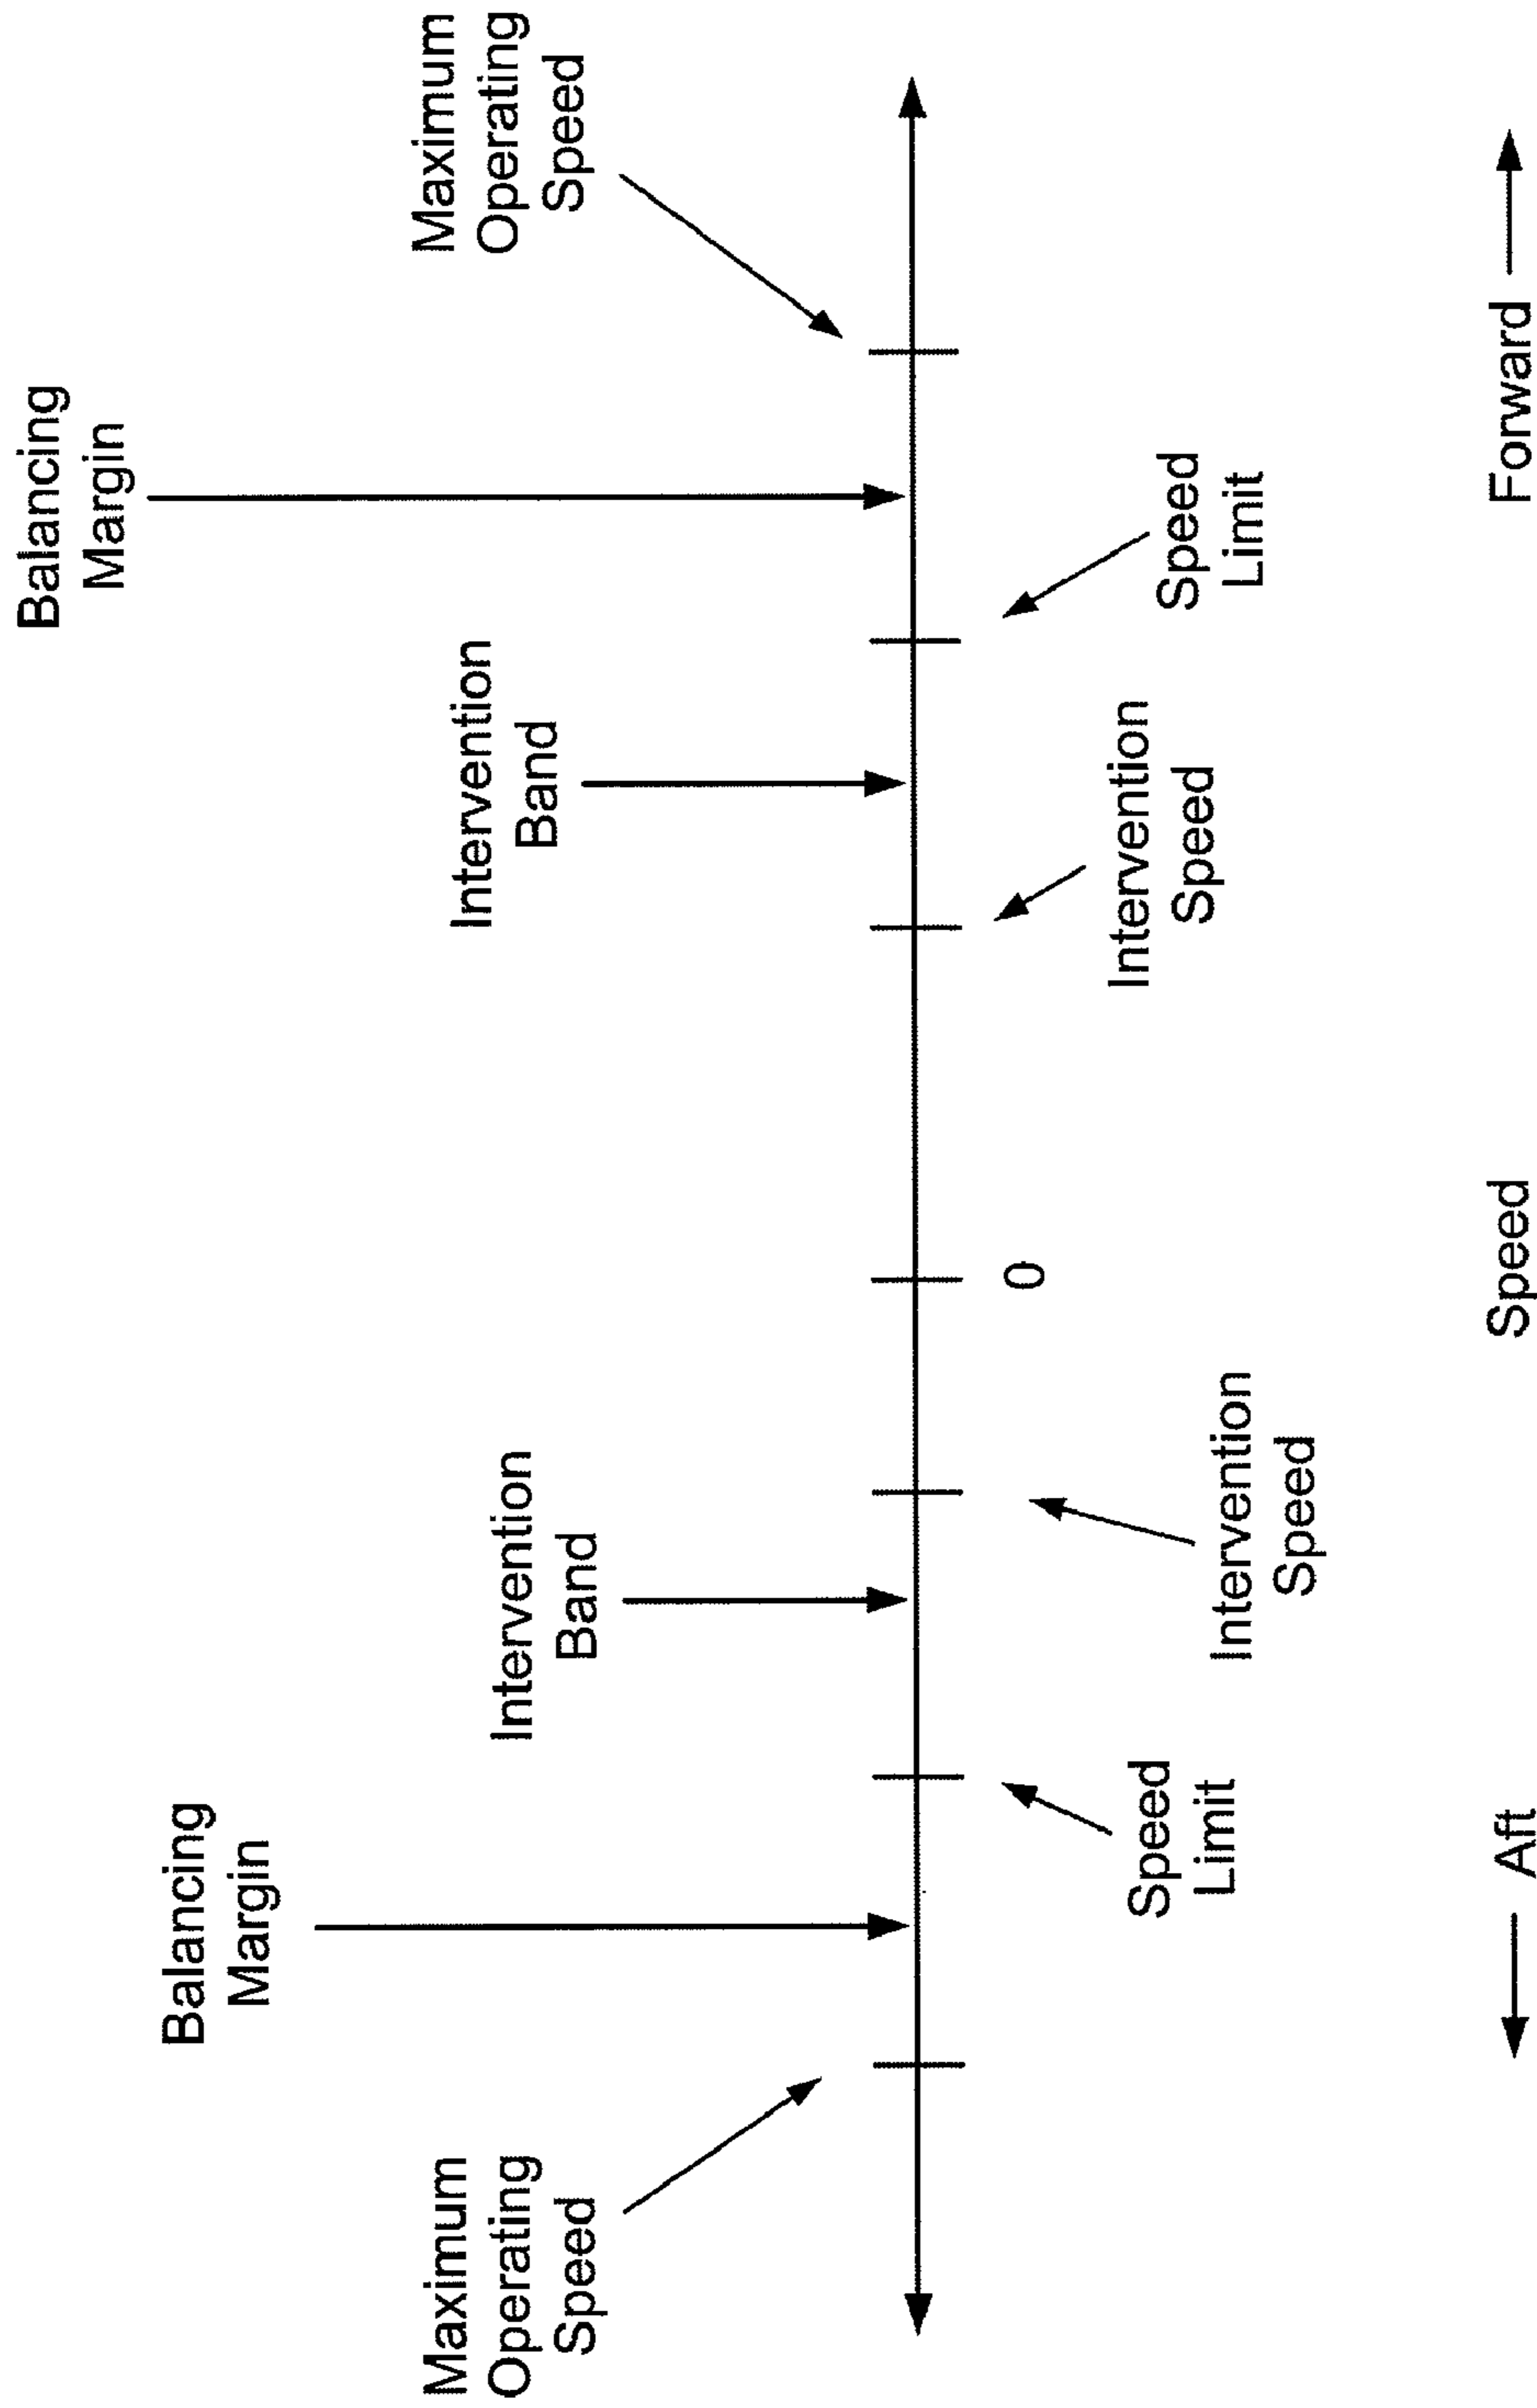 Balancing
Margin
Balancing
Margin
Maximum
Operating
Speed
Intervention
Band
Intervention
Band
Maximum
Operating
Speed
0
Speed
Limit
Intervention
Speed
Speed
Limit
Intervention
Speed
Aft
Speed
Forward